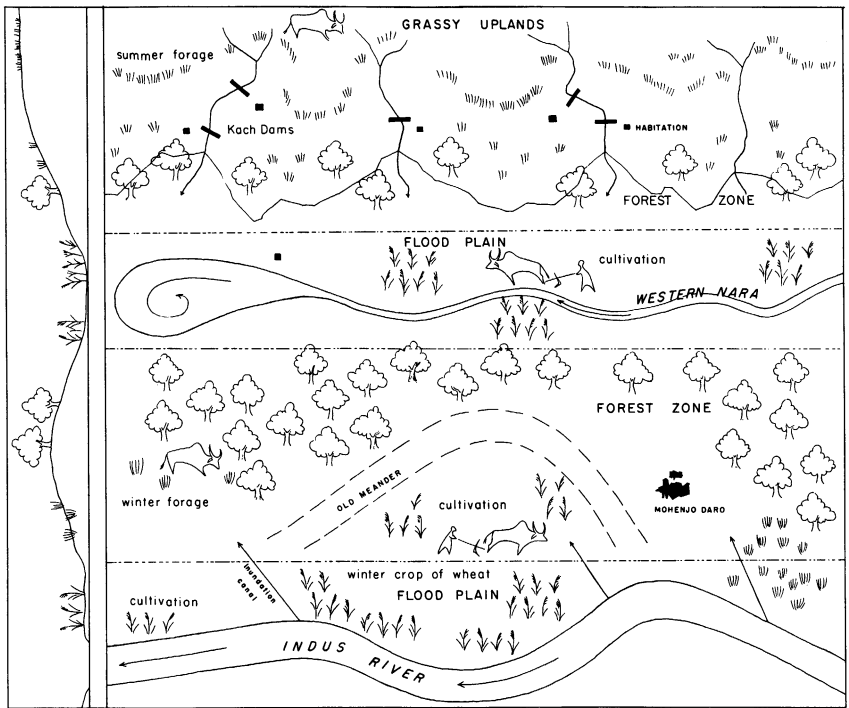 GRASSY UPLANDS
summer forage
Kach Dams
HABITATION
FOREST ZONE
FLOOD PLAIN
cultivation
WESTERN NARA
FOREST ZONE
winter forage
OLD MEANDER
cultivation
MOHENJO DARO
Inundation
canal
winter crop of wheat
FLOOD PLAIN
cultivation
INDUS RIVER